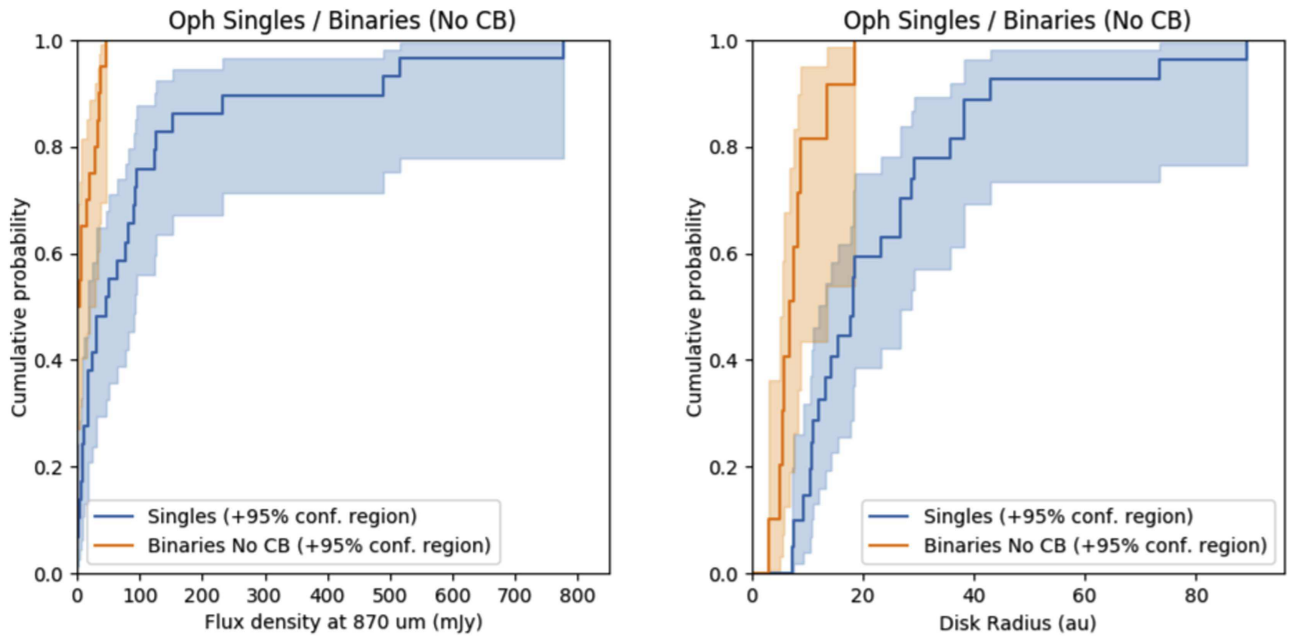 Oph Singles / Binaries (No CB)
Cumulative probability
1.0
0.8
0.6
0.4
0.2
0.0
Singles (+95% conf. region)
Binaries No CB (+95% conf. region)
0 100 200 300 400 500 600 700 800
Flux density at 870 um (mJy)
Oph Singles / Binaries (No CB)
Cumulative probability
1.0
0.8
0.6
0.4
0.2
0.0
Singles (+95% conf. region)
Binaries No CB (+95% conf. region)
0 20 40 60 80
Disk Radius (au)